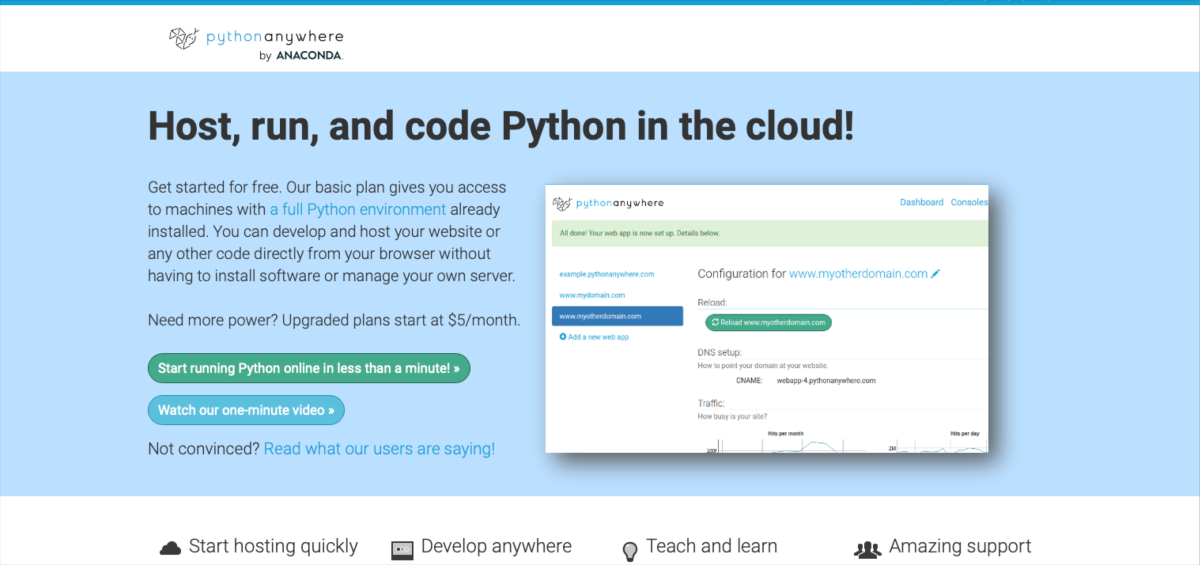 pythonanywhere
by ANACONDA.
Host, run, and code Python in the cloud!
Get started for free. Our basic plan gives you access
to machines with a full Python environment already
installed. You can develop and host your website or
any other code directly from your browser without
having to install software or manage your own server.
Need more power? Upgraded plans start at $5/month.
Start running Python online in less than a minute! »
Watch our one-minute video »
Not convinced? Read what our users are saying!
pythonanywhere
Dashboard Consoles
All done! Your web app is now set up. Details below.
example.pythonanywhere.com
www.mydomain.com
www.myotherdomain.com
Add a new web app
Configuration for www.myotherdomain.com
Reload:
Reload www.myotherdomain.com
DNS setup:
How to point your domain at your website.
CNAME: webapp-4.pythonanywhere.com
Traffic:
How busy is your site?
Hits per month Hits per day
2M
Start hosting quickly
Develop anywhere
Teach and learn
Amazing support